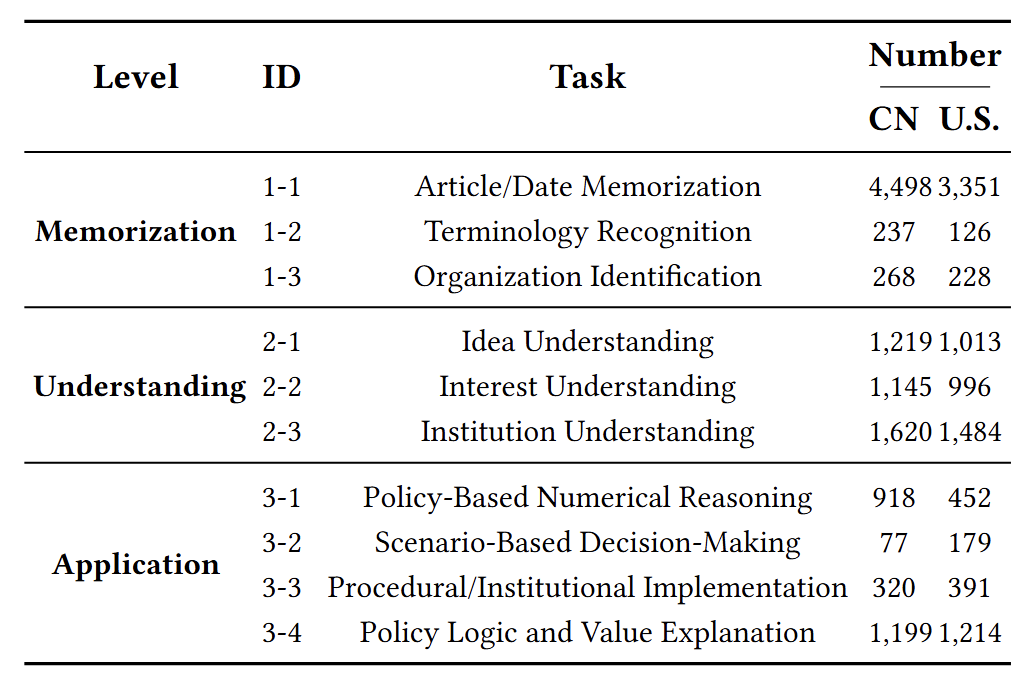 Level ID Task Number
CN U.S.
Memorization
1-1 Article/Date Memorization 4,498 3,351
1-2 Terminology Recognition 237 126
1-3 Organization Identification 268 228
Understanding
2-1 Idea Understanding 1,219 1,013
2-2 Interest Understanding 1,145 996
2-3 Institution Understanding 1,620 1,484
Application
3-1 Policy-Based Numerical Reasoning 918 452
3-2 Scenario-Based Decision-Making 77 179
3-3 Procedural/Institutional Implementation 320 391
3-4 Policy Logic and Value Explanation 1,199 1,214